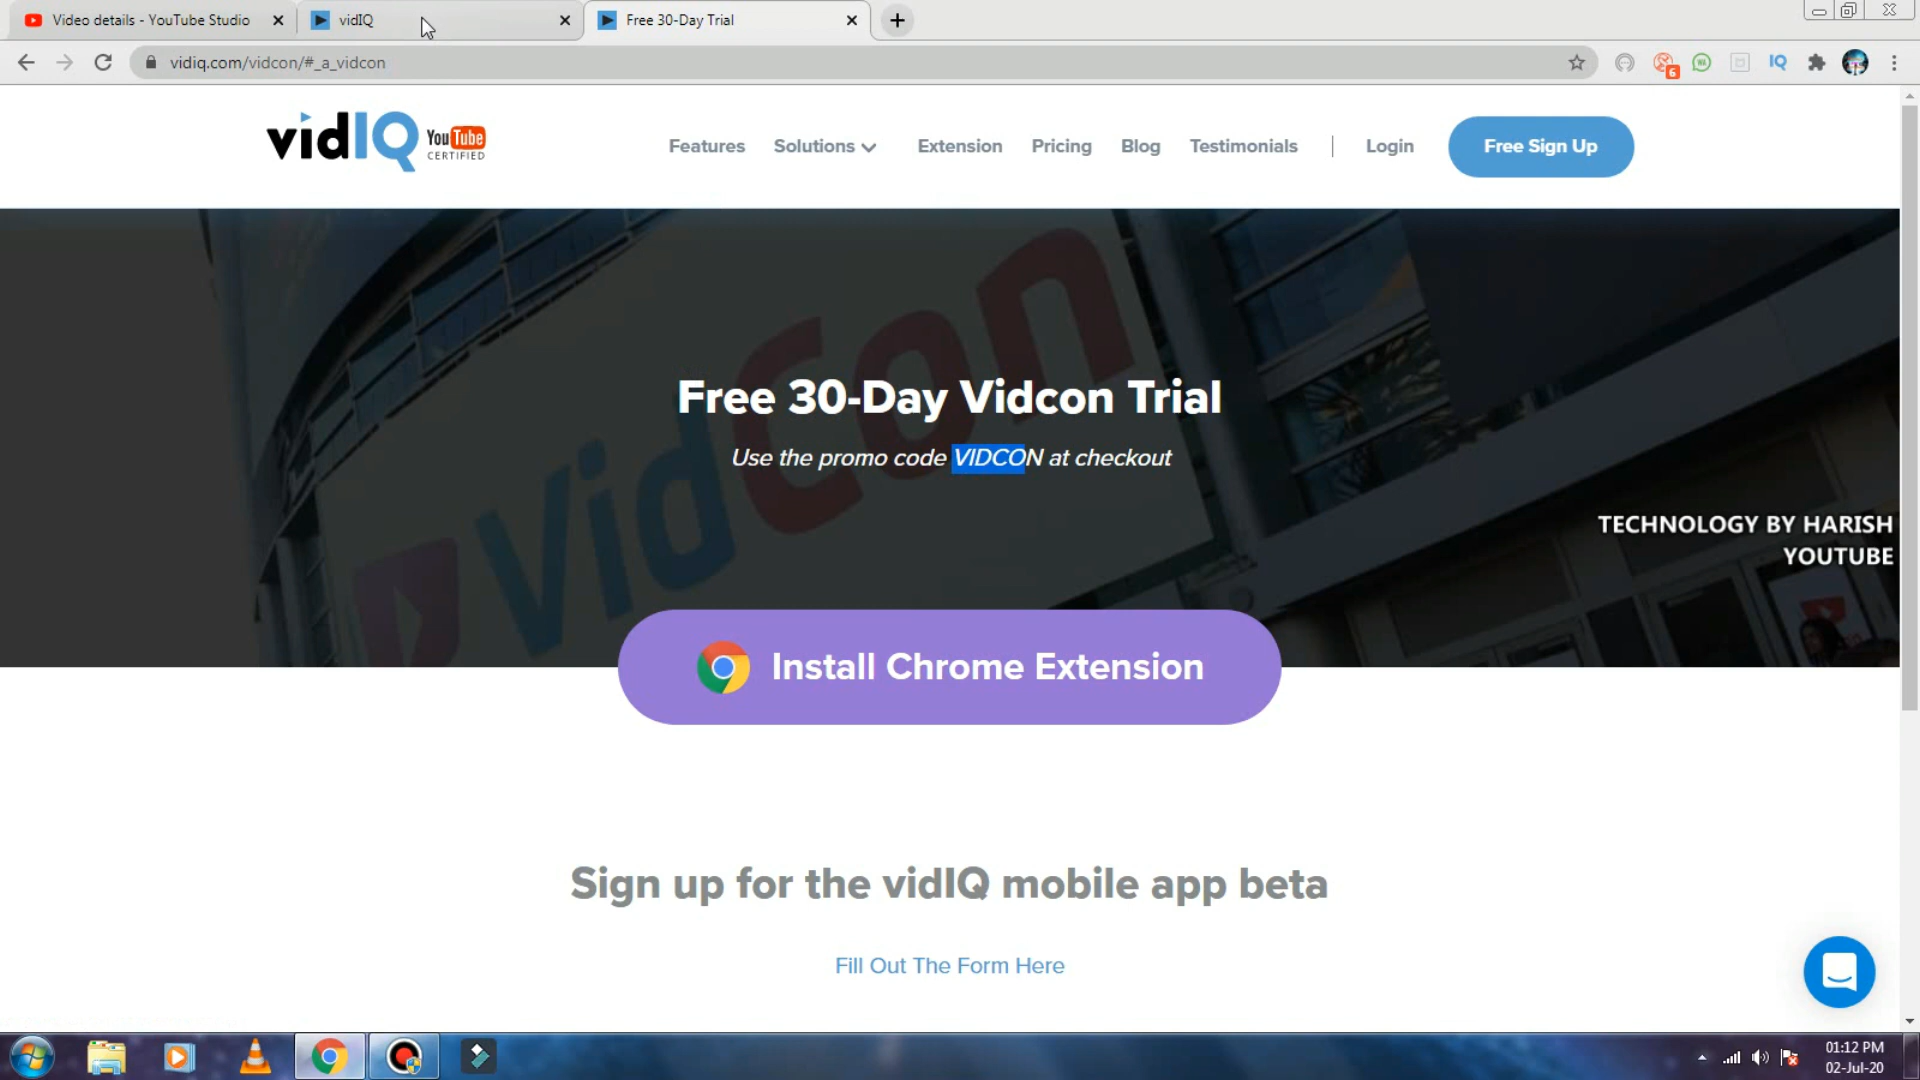 Video details - YouTube Studio
vidIQ
Free 30-Day Trial
vidiq.com/vidcon/#_a_vidcon
6
IQ
vidIQ YouTube CERTIFIED
Features
Solutions
Extension
Pricing
Blog
Testimonials
Login
Free Sign Up
VidCon
Free 30-Day Vidcon Trial
Use the promo code VIDCON at checkout
TECHNOLOGY BY HARISH
YOUTUBE
Install Chrome Extension
Sign up for the vidIQ mobile app beta
Fill Out The Form Here
01:12 PM
02-Jul-20